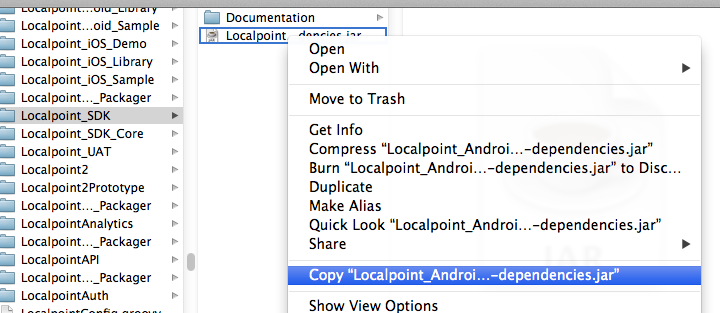 ...oid_Library
...oid_Sample
Localpoint_iOS_Demo
Localpoint_iOS_Library
Localpoint_iOS_Sample
Localpoint..._Packager
Localpoint_SDK
Localpoint_SDK_Core
Localpoint_UAT
Localpoint2
Localpoint2Prototype
Localpoint..._Packager
LocalpointAnalytics
Localpoint..._Packager
LocalpointAPI
Localpoint..._Packager
LocalpointAuth
LocalpointConfig.groovy
Documentation
Localpoint...dencies.jar
Open
Open With
Move to Trash
Get Info
Compress “Localpoint_Androi...-dependencies.jar”
Burn “Localpoint_Androi...-dependencies.jar” to Disc...
Duplicate
Make Alias
Quick Look “Localpoint_Androi...-dependencies.jar”
Share
Copy “Localpoint_Androi...-dependencies.jar”
Show View Options
JAR